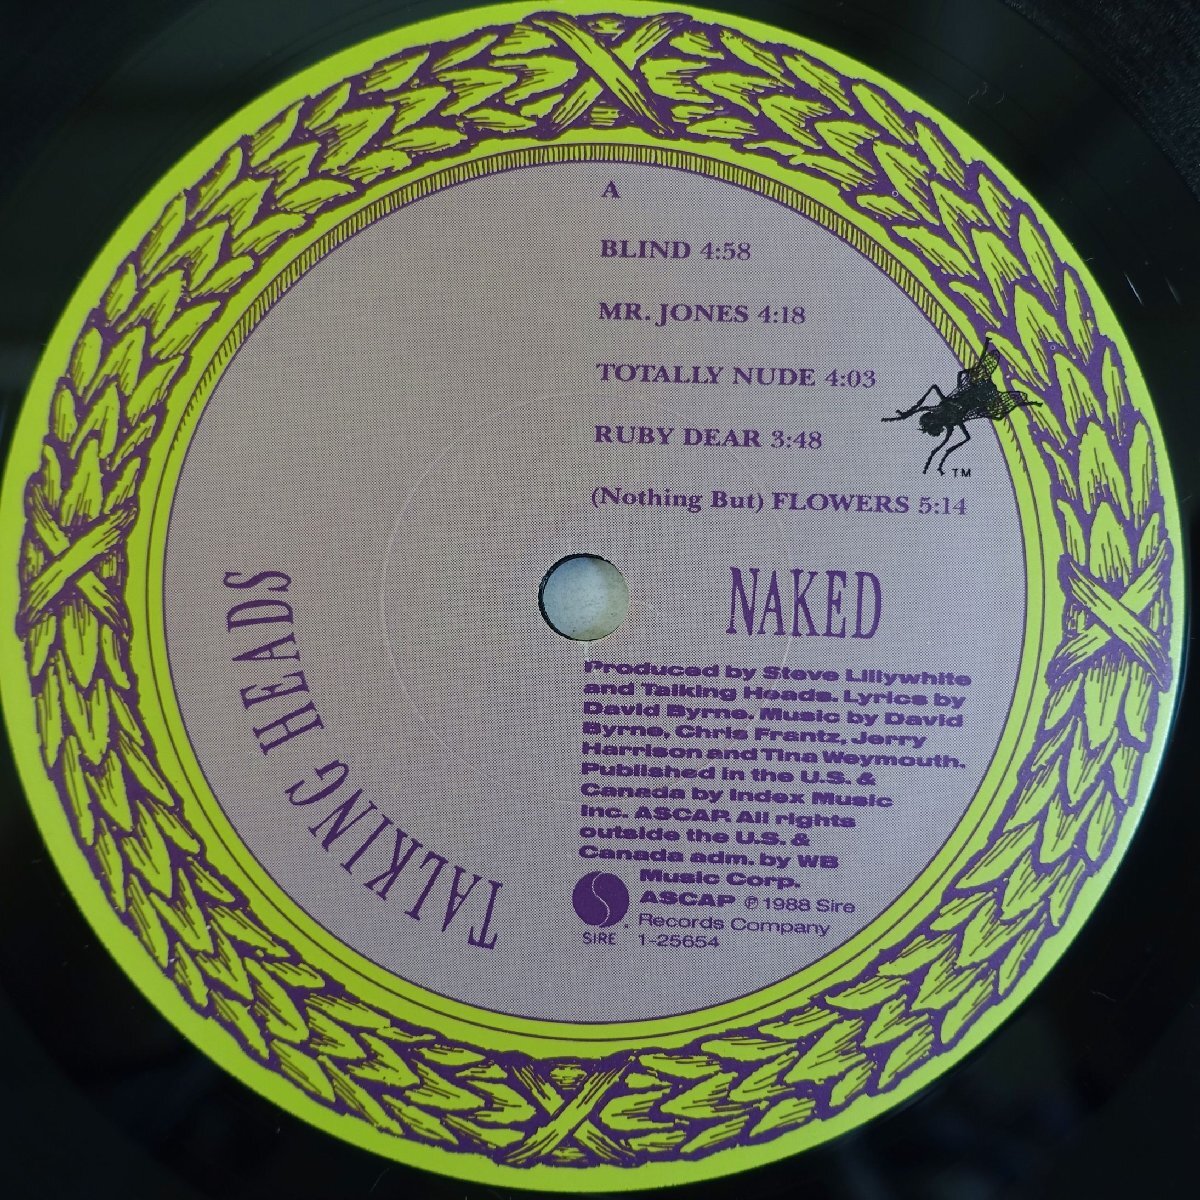 A
BLIND 4:58
MR. JONES 4:18
TOTALLY NUDE 4:03
RUBY DEAR 3:48
TM
(Nothing But) FLOWERS 5:14
TALKING HEADS
NAKED
Produced by Steve Lillywhite
and Talking Heads. Lyrics by
David Byrne. Music by David
Byrne, Chris Frantz, Jerry
Harrison and Tina Weymouth.
Published in the U.S. &
Canada by Index Music
Inc. ASCAP. All rights
outside the U.S. &
Canada adm. by WB
Music Corp.
ASCAP ℗ 1988 Sire
Records Company
SIRE
1-25654